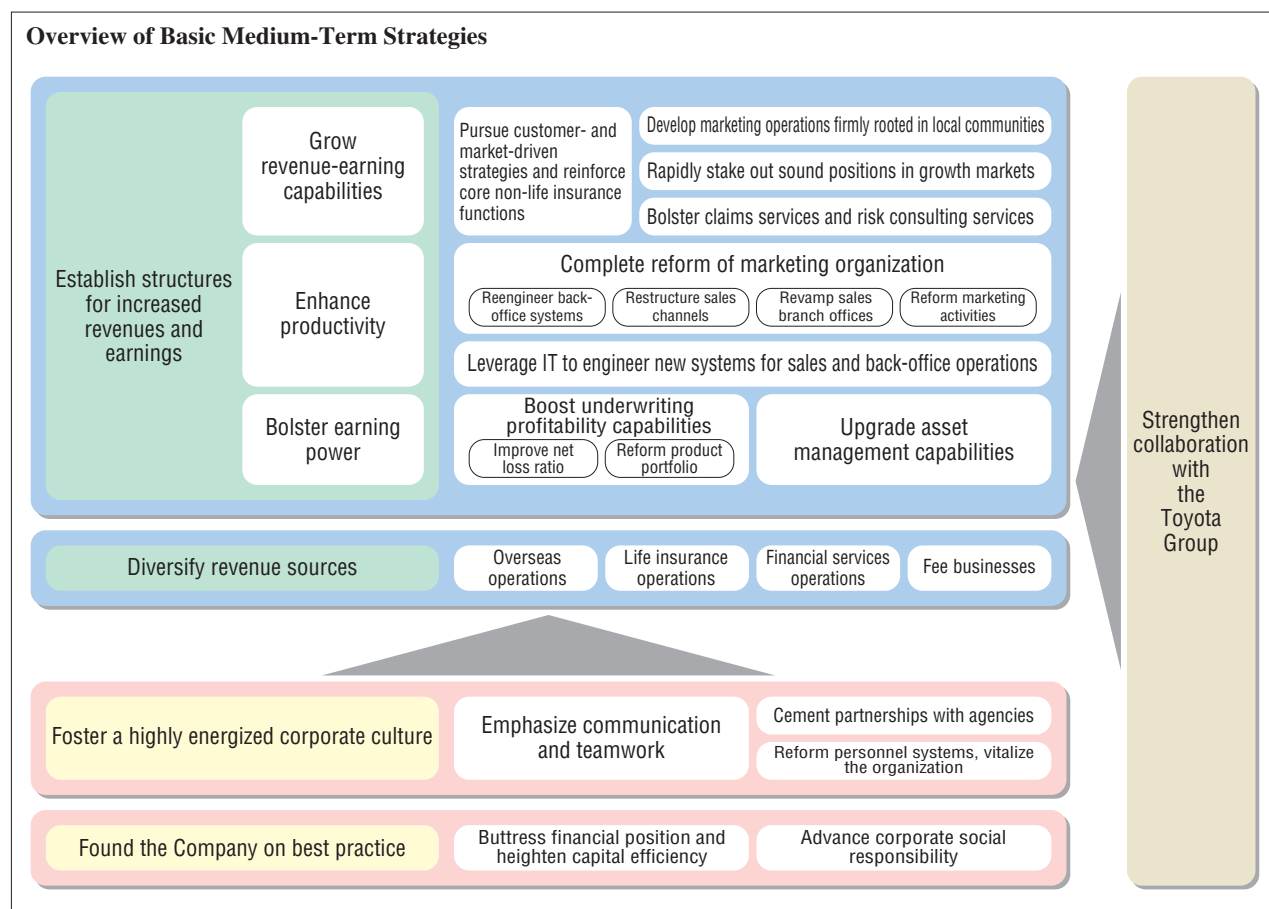 Overview of Basic Medium-Term Strategies
Establish structures
for increased
revenues and
earnings
Grow
revenue-earning
capabilities
Pursue customer- and
market-driven
strategies and reinforce
core non-life insurance
functions
Develop marketing operations firmly rooted in local communities
Rapidly stake out sound positions in growth markets
Bolster claims services and risk consulting services
Enhance
productivity
Complete reform of marketing organization
Reengineer back-
office systems
Restructure sales
channels
Revamp sales
branch offices
Reform marketing
activities
Leverage IT to engineer new systems for sales and back-office operations
Bolster earning
power
Boost underwriting
profitability capabilities
Improve net
loss ratio
Reform product
portfolio
Upgrade asset
management capabilities
Diversify revenue sources
Overseas
operations
Life insurance
operations
Financial services
operations
Fee businesses
Foster a highly energized corporate culture
Emphasize communication
and teamwork
Cement partnerships with agencies
Reform personnel systems, vitalize
the organization
Found the Company on best practice
Buttress financial position and
heighten capital efficiency
Advance corporate social
responsibility
Strengthen
collaboration
with
the
Toyota
Group